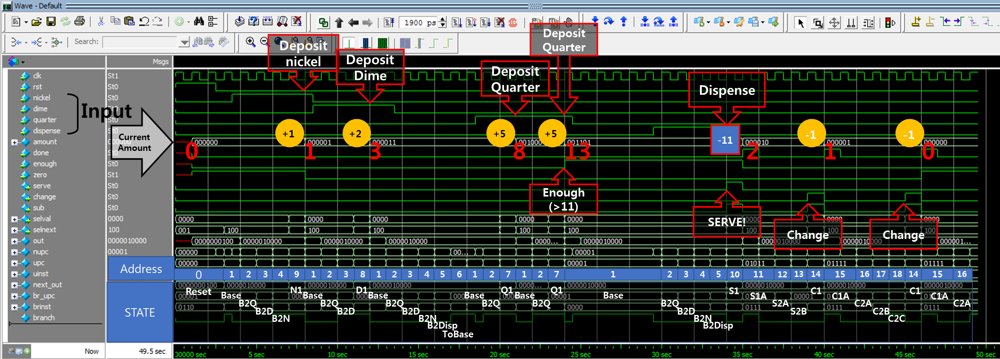 Wave - Default
1900 ps
Search:
Deposit
nickel
Deposit
Dime
Deposit
Quarter
Deposit
Quarter
Dispense
Msgs
clk St1
rst St0
nickel St0
dime
quarter St0
dispense St0
Input
Current
Amount
amount 000000
000000 000001 000011 001000 001101 000010 000001 000000
+1 +2 +5 +5 -11 -1 -1
0 1 3 8 13 2 1 0
done St0
enough St0
zero St1
serve St0
change St0
sub St0
Enough
(>11)
SERVE!
Change
Change
selval 0000
0000 0000 0000 0000 0000 0000 0000 0000
selnext 100
001 100 100 100 100 100 100 100 100
out 0000010000
0000000100 0000010000 0000010000 0000010000 0000... 0000010000 0000010000 0000010000 000001...
nupc 00001
00000 00... 00001
upc
00000 00001 01011 01111 01111
Address
uinst
0 1 2 3 4 9 1 2 3 8 1 2 3 4 5 6 1 2 7 1 2 7 1 2 3 4 5 10 11 12 13 14 15 16 17 18 14 15 16
next_out
0000000100 0000010000 0000010000 0000010000 0000... 0000010000 0000010000 0000010000 0000010000
br_upc
00001
brinst
0110 0000 0111 0111 0111
branch
STATE
Reset Base B2Q B2D B2N N1 Base B2Q B2D D1 Base B2Q B2D B2N B2Disp ToBase Base B2Q Q1 Base B2Q Q1 Base B2Q B2D B2N B2Disp S1 S1A S2A S2B C1 C1A C2A C2B C2C C1 C1A C2A
Now 49.5 sec
00000 sec 5 sec 10 sec 15 sec 20 sec 25 sec 30 sec 35 sec 40 sec 45 sec 50 sec